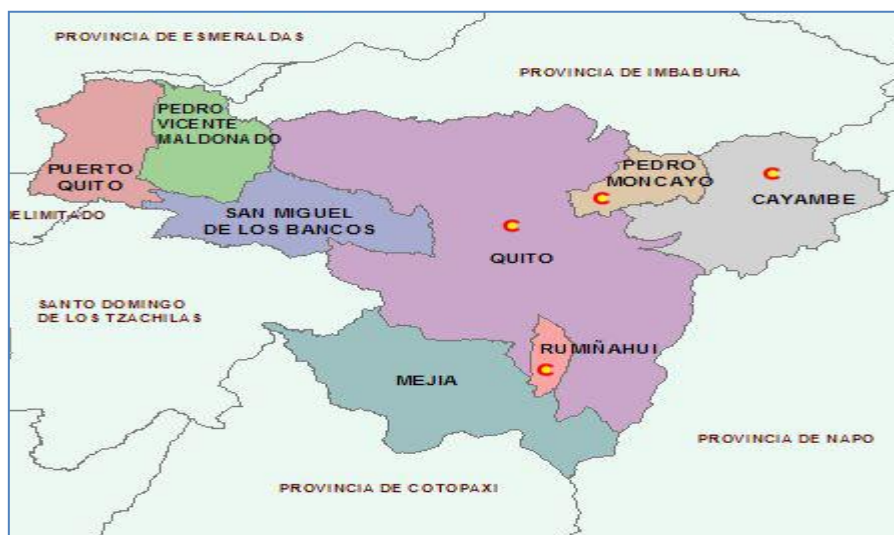 PROVINCIA DE ESMERALDAS
PROVINCIA DE IMBABURA
PEDRO
VICENTE
MALDONADO
PUERTO
QUITO
PEDRO
MONCAYO
C
C
CAYAMBE
ELIMITADO
SAN MIGUEL
DE LOS BANCOS
C
QUITO
SANTO DOMINGO
DE LOS TZACHILAS
RUMIÑAHUI
C
MEJIA
PROVINCIA DE NAPO
PROVINCIA DE COTOPAXI